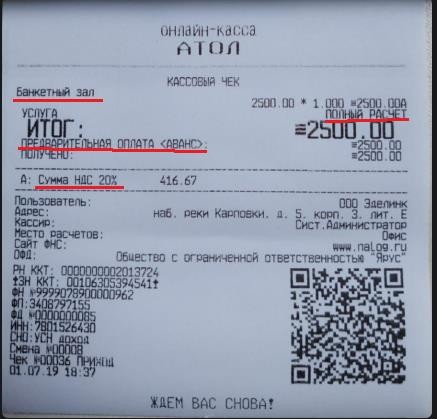 онлайн-касса
АТОЛ
КАССОВЫЙ ЧЕК
Банкетный зал
2500.00 * 1.000 ≡2500.00А
УСЛУГА ПОЛНЫЙ РАСЧЕТ
ИТОГ: ≡2500.00
ПРЕДВАРИТЕЛЬНАЯ ОПЛАТА <АВАНС>: ≡2500.00
ПОЛУЧЕНО: ≡2500.00
А: Сумма НДС 20% 416.67
Пользователь: ООО Эделинк
Адрес: наб. реки Карповки, д. 5, корп. 3, лит. Е
Кассир: Сист.Администратор
Место расчетов: Офис
Сайт ФНС: www.nalog.ru
ОФД: Общество с ограниченной ответственностью "Ярус"
РН ККТ: 0000000002013724
ЗН ККТ: 00106305394541
ФН №9999078900000962
ФП:3408797155
ФД №0000000085
ИНН:7801526430
СНО:УСН доход
Смена №00008
Чек №00036 ПРИХОД
01.07.19 18:37
ЖДЕМ ВАС СНОВА!